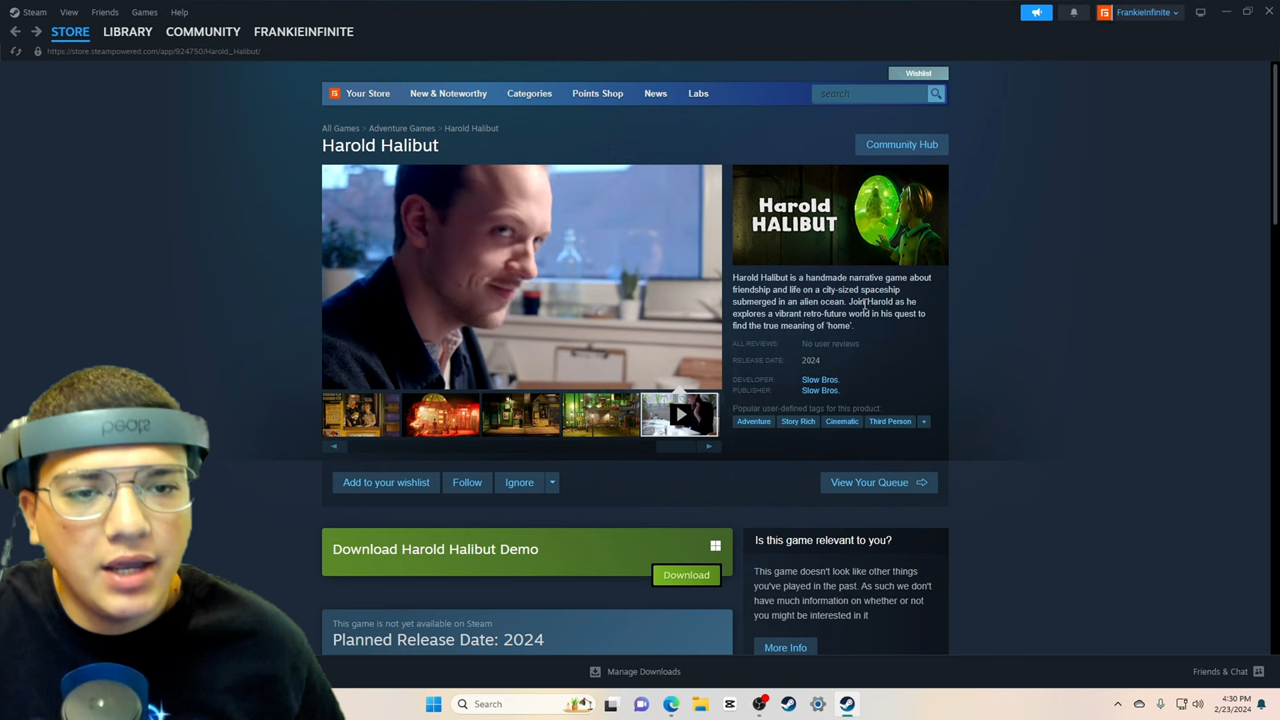 Steam View Friends Games Help FrankieInfinite
STORE LIBRARY COMMUNITY FRANKIEINFINITE
https://store.steampowered.com/app/924750/Harold_Halibut/
Wishlist
Your Store New & Noteworthy Categories Points Shop News Labs search
All Games > Adventure Games > Harold Halibut
Harold Halibut
Community Hub
Harold
HALIBUT
Harold Halibut is a handmade narrative game about
friendship and life on a city-sized spaceship
submerged in an alien ocean. Join Harold as he
explores a vibrant retro-future world in his quest to
find the true meaning of 'home'.
ALL REVIEWS: No user reviews
RELEASE DATE: 2024
DEVELOPER: Slow Bros.
PUBLISHER: Slow Bros.
Popular user-defined tags for this product:
Adventure Story Rich Cinematic Third Person +
Add to your wishlist Follow Ignore View Your Queue
Download Harold Halibut Demo
Download
Is this game relevant to you?
This game doesn't look like other things
you've played in the past. As such we don't
have much information on whether or not
you might be interested in it
More Info
This game is not yet available on Steam
Planned Release Date: 2024
beats
Manage Downloads Friends & Chat
Search
4:30 PM
2/23/2024